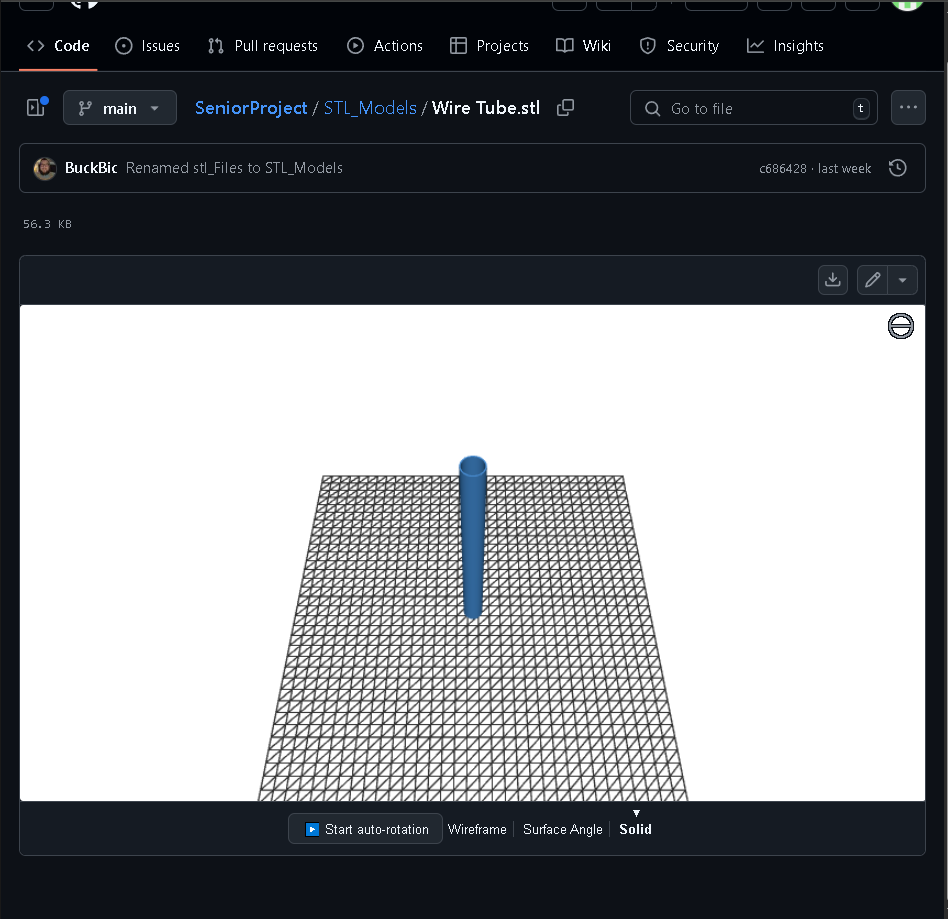 Code Issues Pull requests Actions Projects Wiki Security Insights
main SeniorProject / STL_Models / Wire Tube.stl Go to file t
BuckBic Renamed stl_Files to STL_Models c686428 · last week
56.3 KB
Start auto-rotation Wireframe Surface Angle Solid